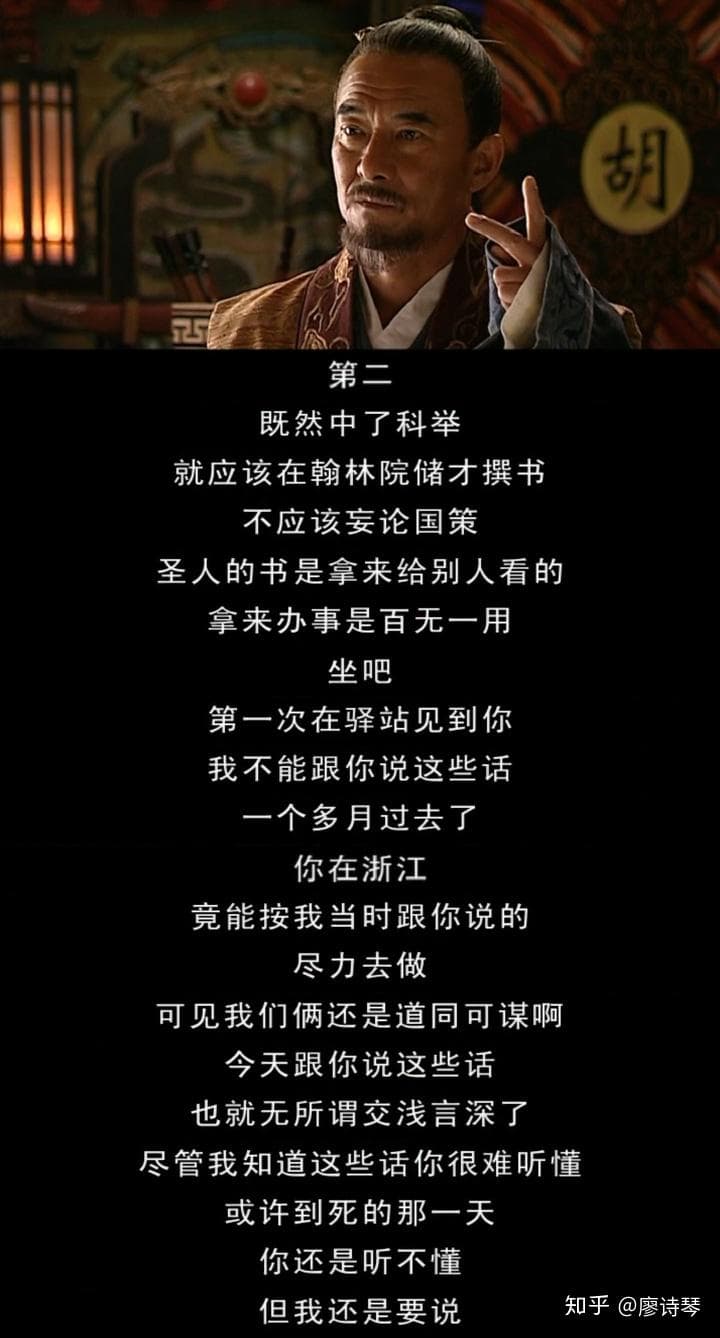 胡
第二
既然中了科举
就应该在翰林院储才撰书
不应该妄论国策
圣人的书是拿来给别人看的
拿来办事是百无一用
坐吧
第一次在驿站见到你
我不能跟你说这些话
一个多月过去了
你在浙江
竟能按我当时跟你说的
尽力去做
可见我们俩还是道同可谋啊
今天跟你说这些话
也就无所谓交浅言深了
尽管我知道这些话你很难听懂
或许到死的那一天
你还是听不懂
但我还是要说
知乎 @廖诗琴